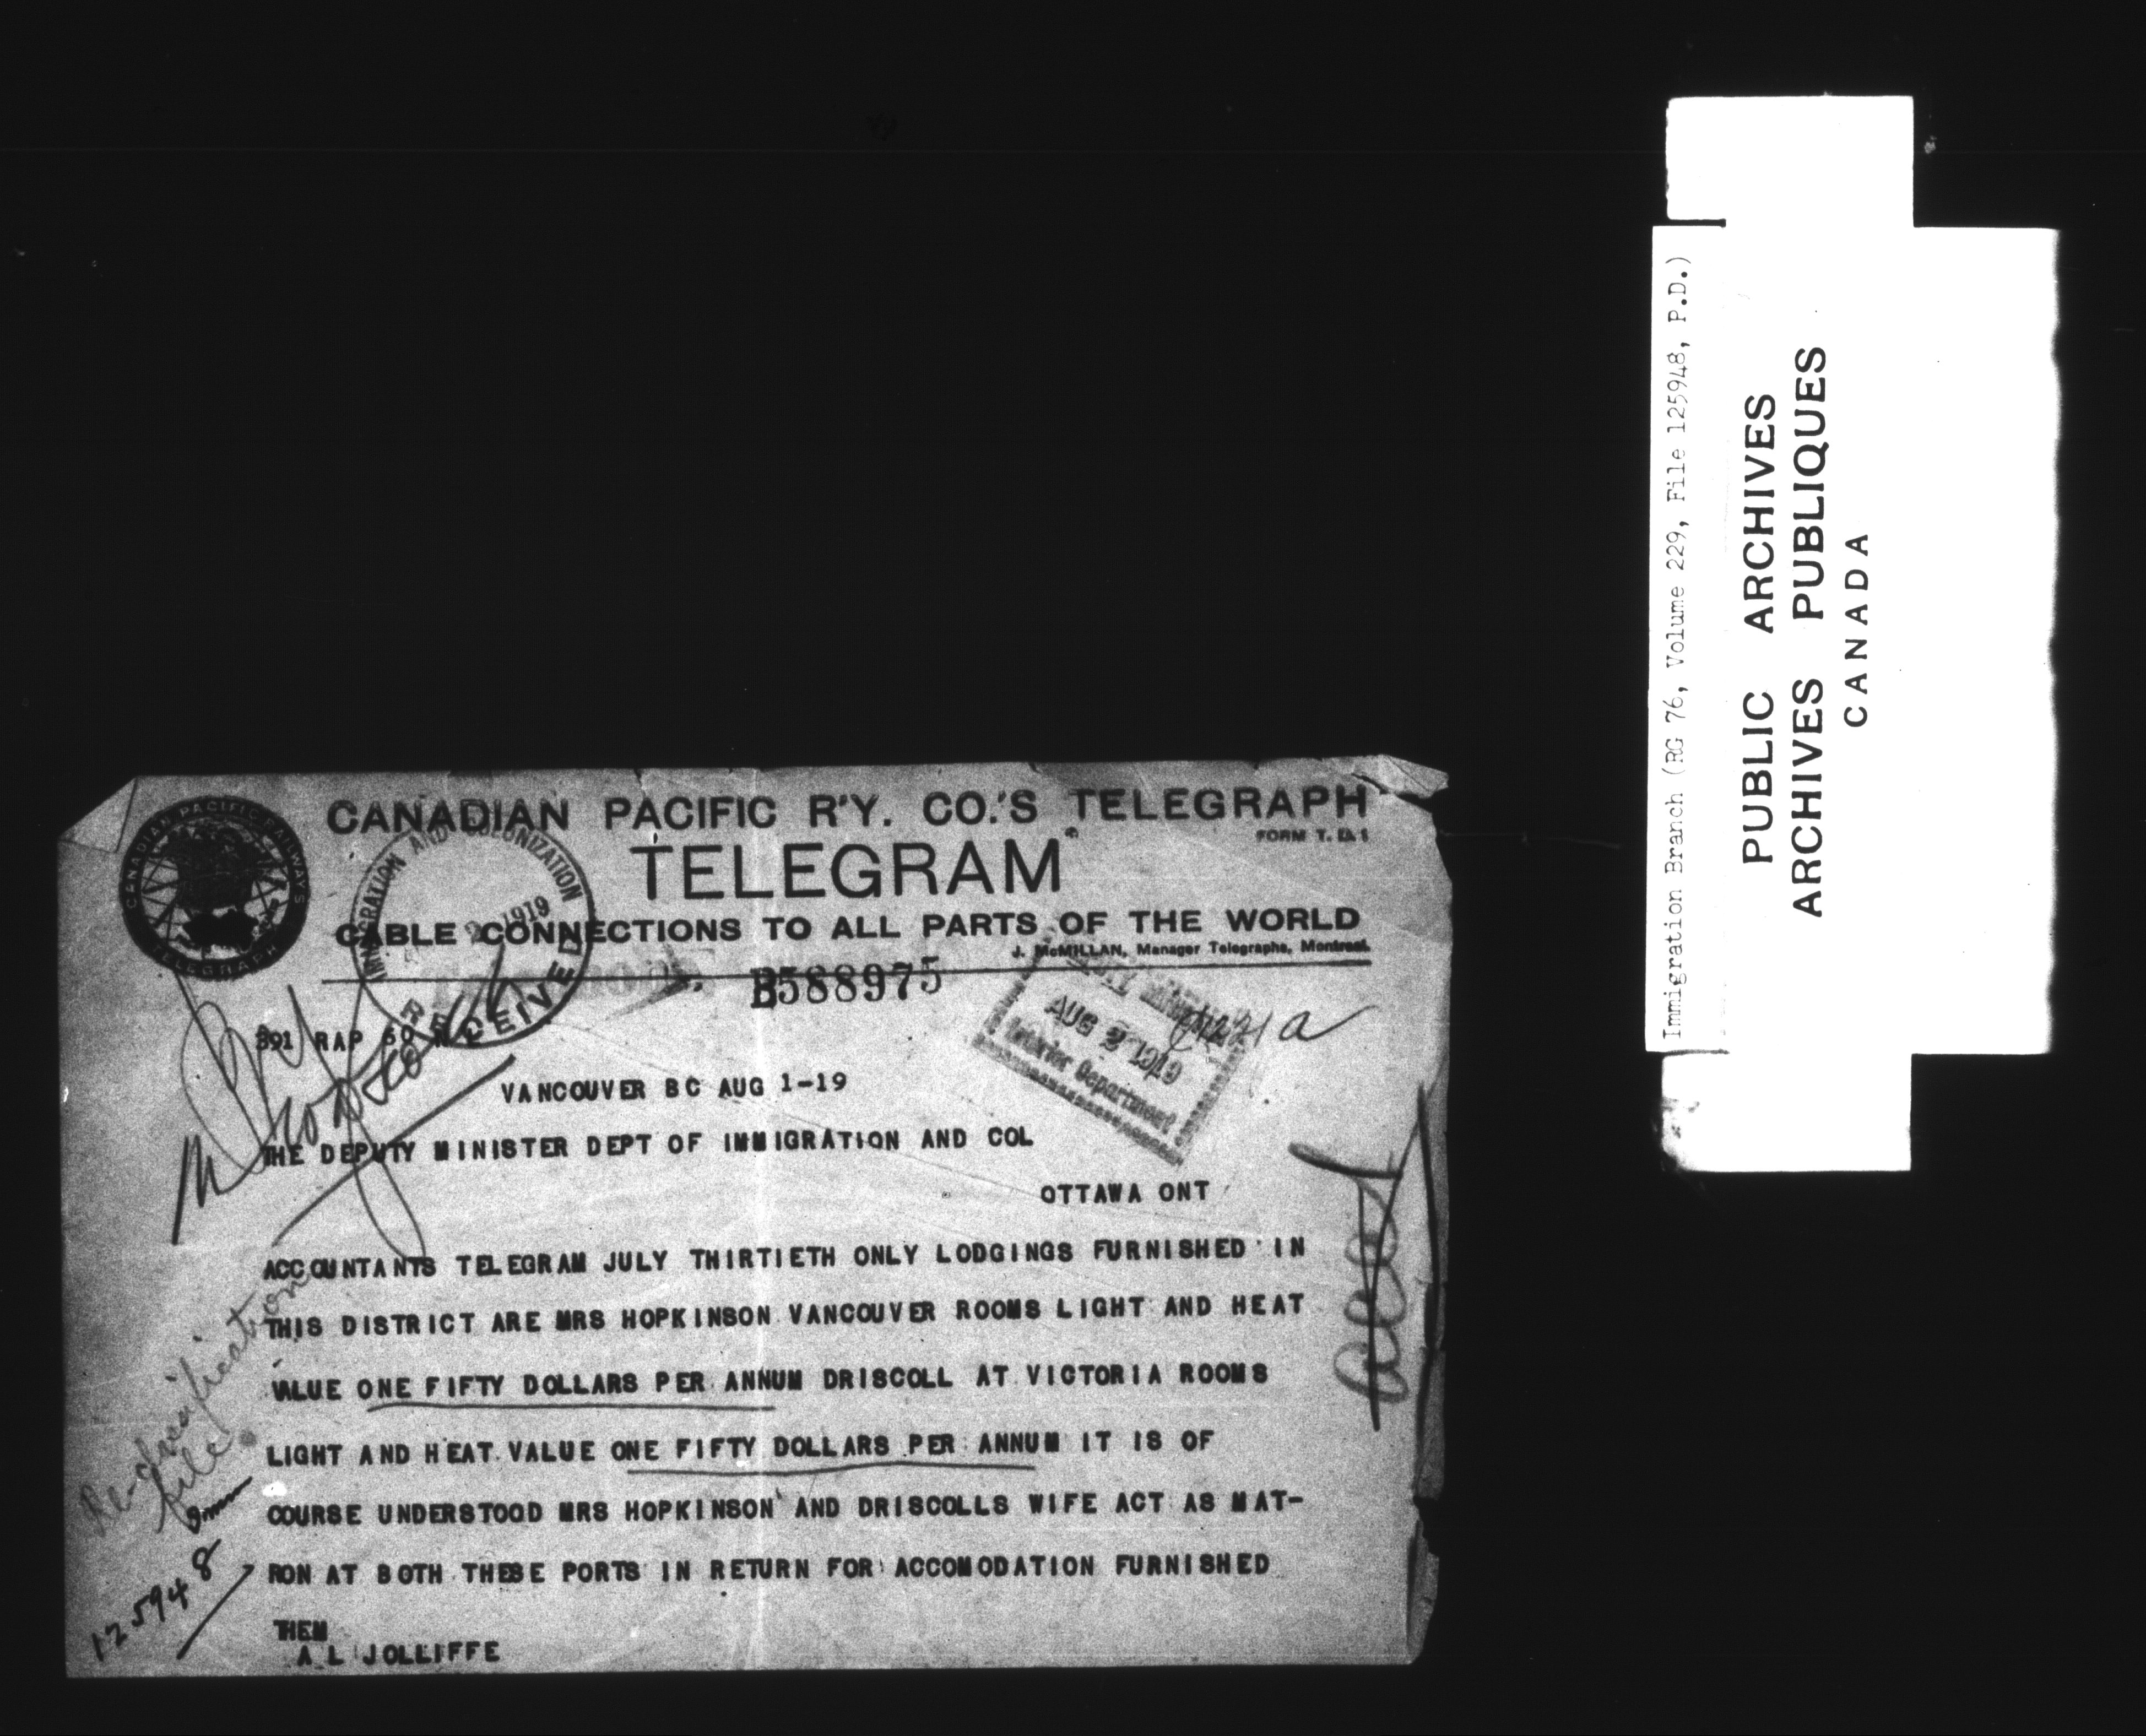 CANADIAN PACIFIC R'Y. CO.'S TELEGRAPH
FORM T. D. 1
TELEGRAM
CABLE CONNECTIONS TO ALL PARTS OF THE WORLD
J. McMILLAN, Manager Telegraphs, Montreal.
CANADIAN PACIFIC RAILWAY'S
TELEGRAPH
IMMIGRATION AND COLONIZATION
2 1919
RECEIVED
B588975
AUG 2 1919
Interior Department
391 RAP 60
VANCOUVER B C AUG 1-19
THE DEPUTY MINISTER DEPT OF IMMIGRATION AND COL
OTTAWA ONT
ACCOUNTANTS TELEGRAM JULY THIRTIETH ONLY LODGINGS FURNISHED IN
THIS DISTRICT ARE MRS HOPKINSON VANCOUVER ROOMS LIGHT AND HEAT
VALUE ONE FIFTY DOLLARS PER ANNUM DRISCOLL AT VICTORIA ROOMS
LIGHT AND HEAT VALUE ONE FIFTY DOLLARS PER ANNUM IT IS OF
COURSE UNDERSTOOD MRS HOPKINSON AND DRISCOLLS WIFE ACT AS MAT-
RON AT BOTH THESE PORTS IN RETURN FOR ACCOMODATION FURNISHED
THEM
A L JOLLIFFE
Re-classification
file
125948
Immigration Branch (RG 76, Volume 229, File 125948, P.D.)
PUBLIC ARCHIVES
ARCHIVES PUBLIQUES
CANADA